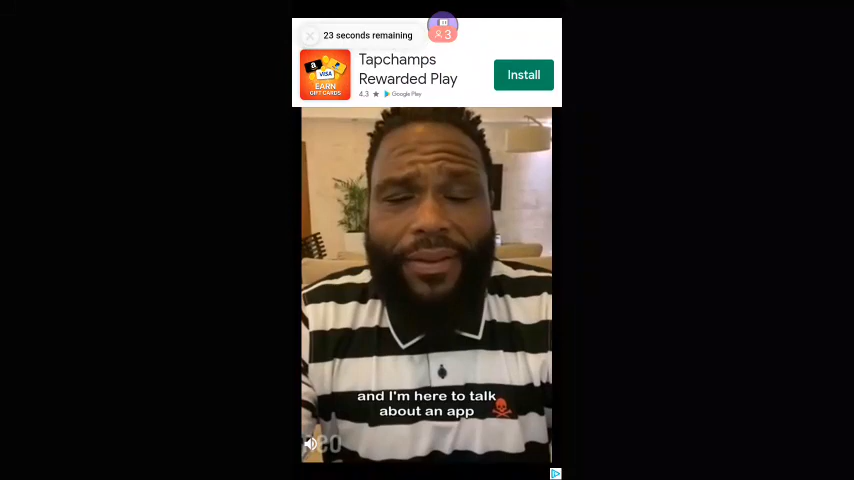 23 seconds remaining
3
Tapchamps
Rewarded Play
Install
4.3 ★ Google Play
a
VISA
EARN
GIFT CARDS
and I'm here to talk
about an app